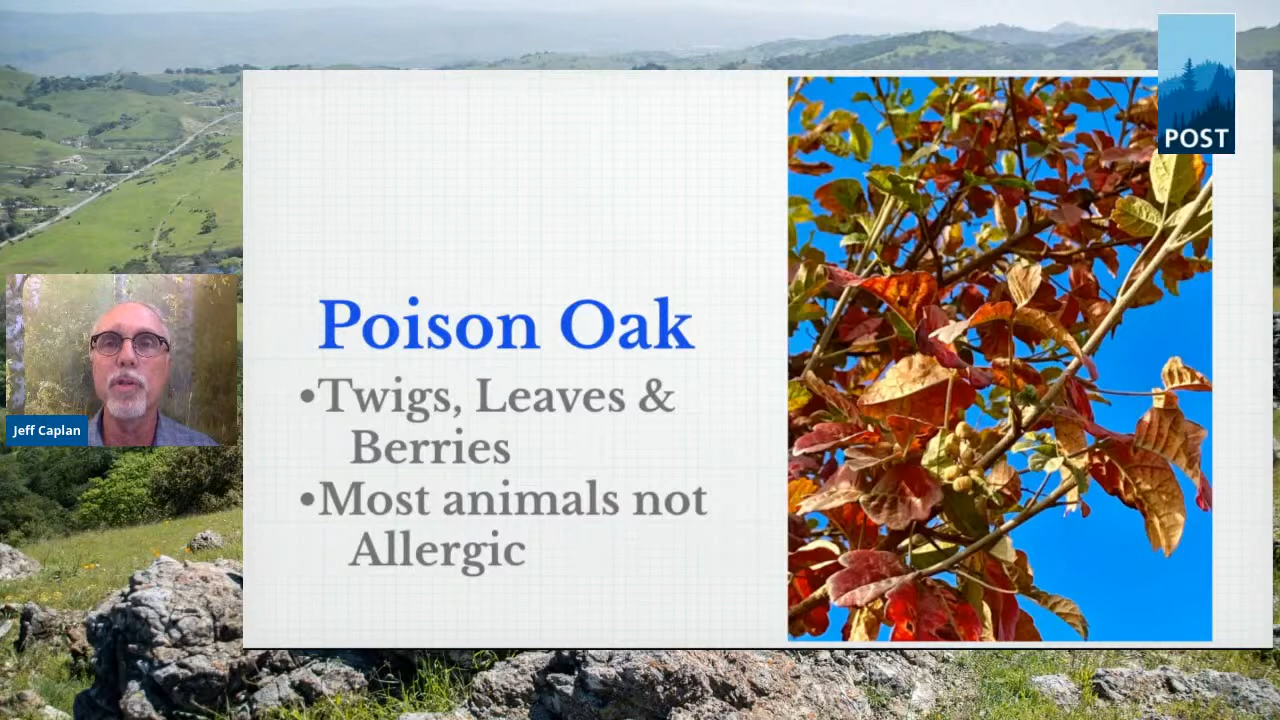 POST
Poison Oak
•Twigs, Leaves &
Berries
•Most animals not
Allergic
Jeff Caplan